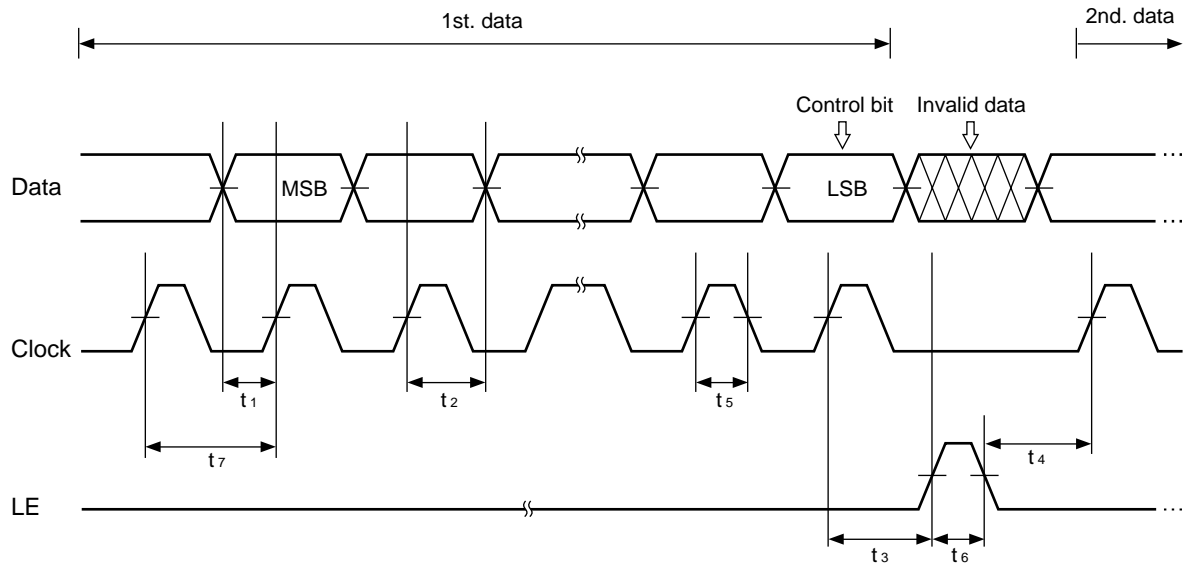 1st. data
2nd. data
Control bit
Invalid data
Data
MSB
LSB
...
...
Clock
t1
t2
t5
t7
t4
LE
...
t3
t6